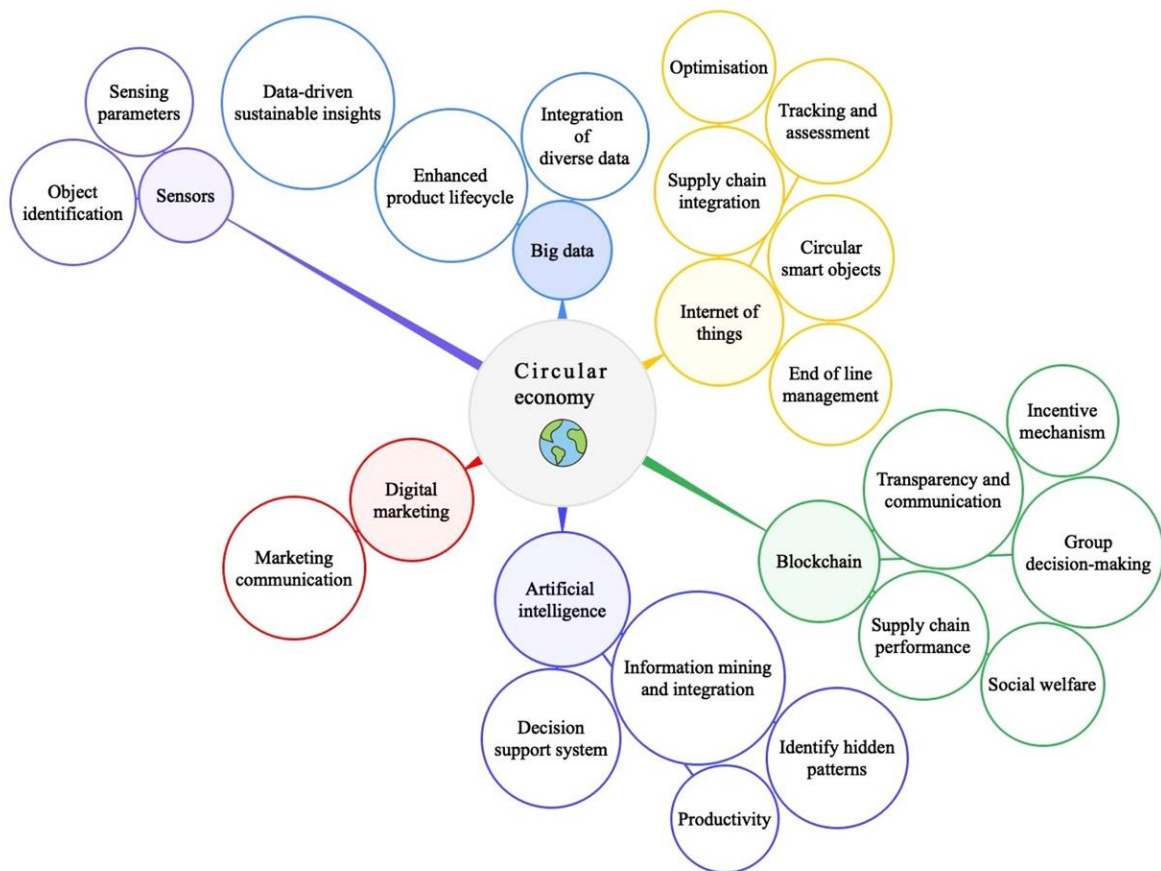 Sensing
parameters
Object
identification
Sensors
Data-driven
sustainable insights
Enhanced
product lifecycle
Integration
of
diverse data
Big data
Optimisation
Tracking and
assessment
Supply chain
integration
Circular
smart objects
Internet of
things
End of line
management
Circular
economy
Digital
marketing
Marketing
communication
Artificial
intelligence
Information mining
and integration
Decision
support system
Identify hidden
patterns
Productivity
Blockchain
Transparency and
communication
Incentive
mechanism
Group
decision-making
Supply chain
performance
Social welfare